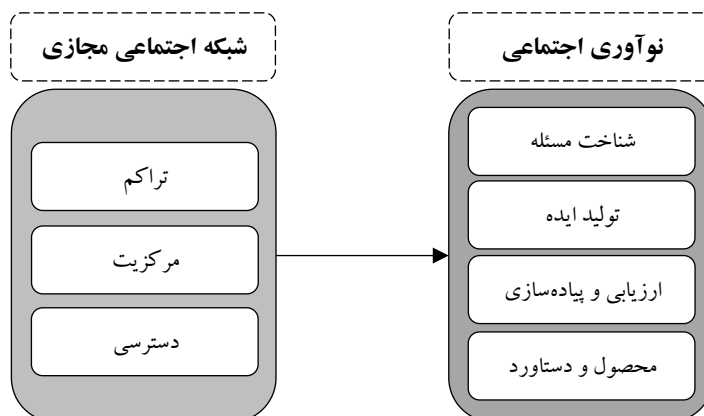 نوآوری اجتماعی
شبکه اجتماعی مجازی
شناخت مسئله
تولید ایده
ارزیابی و پیاده‌سازی
محصول و دستاورد
تراکم
مرکزیت
دسترسی